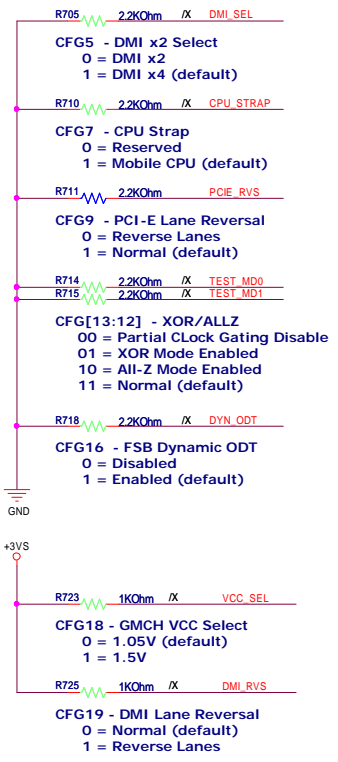 R705 2.2KOhm /X DMI_SEL
CFG5 - DMI x2 Select
0 = DMI x2
1 = DMI x4 (default)
R710 2.2KOhm /X CPU_STRAP
CFG7 - CPU Strap
0 = Reserved
1 = Mobile CPU (default)
R711 2.2KOhm PCIE_RVS
CFG9 - PCI-E Lane Reversal
0 = Reverse Lanes
1 = Normal (default)
R714 2.2KOhm /X TEST_MD0
R715 2.2KOhm /X TEST_MD1
CFG[13:12] - XOR/ALLZ
00 = Partial CLock Gating Disable
01 = XOR Mode Enabled
10 = All-Z Mode Enabled
11 = Normal (default)
R718 2.2KOhm /X DYN_ODT
CFG16 - FSB Dynamic ODT
0 = Disabled
1 = Enabled (default)
GND
+3VS
R723 1KOhm /X VCC_SEL
CFG18 - GMCH VCC Select
0 = 1.05V (default)
1 = 1.5V
R725 1KOhm /X DMI_RVS
CFG19 - DMI Lane Reversal
0 = Normal (default)
1 = Reverse Lanes